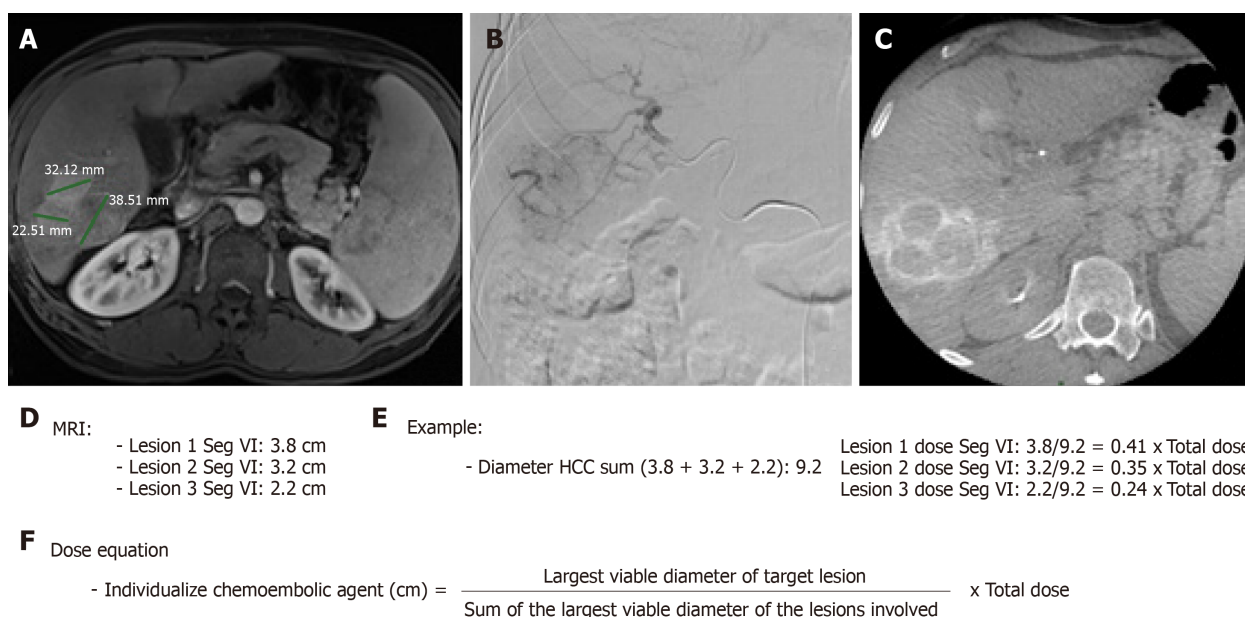 A
B
C
32.12 mm
38.51 mm
22.51 mm
D
MRI:
- Lesion 1 Seg VI: 3.8 cm
- Lesion 2 Seg VI: 3.2 cm
- Lesion 3 Seg VI: 2.2 cm
E
Example:
- Diameter HCC sum (3.8 + 3.2 + 2.2): 9.2
Lesion 1 dose Seg VI: 3.8/9.2 = 0.41 x Total dose
Lesion 2 dose Seg VI: 3.2/9.2 = 0.35 x Total dose
Lesion 3 dose Seg VI: 2.2/9.2 = 0.24 x Total dose
F
Dose equation
- Individualize chemoembolic agent (cm) =
Largest viable diameter of target lesion
Sum of the largest viable diameter of the lesions involved
x Total dose